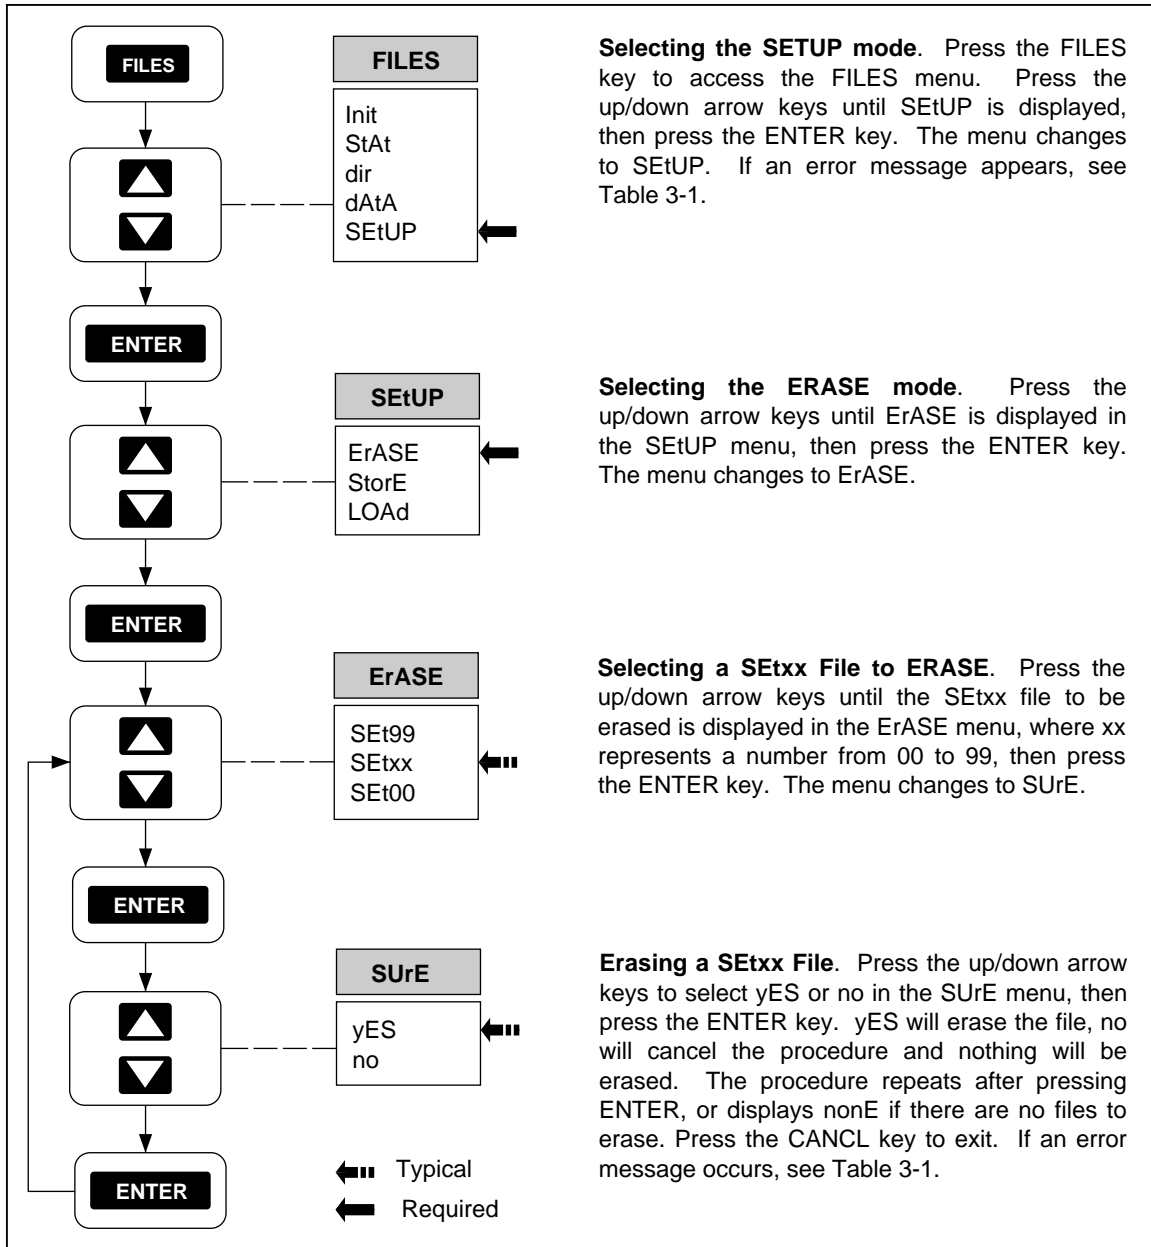 FILES
FILES
Init
StAt
dir
dAtA
SEtUP
Selecting the SETUP mode. Press the FILES
key to access the FILES menu. Press the
up/down arrow keys until SEtUP is displayed,
then press the ENTER key. The menu changes
to SEtUP. If an error message appears, see
Table 3-1.
ENTER
SEtUP
ErASE
StorE
LOAd
Selecting the ERASE mode. Press the
up/down arrow keys until ErASE is displayed in
the SEtUP menu, then press the ENTER key.
The menu changes to ErASE.
ENTER
ErASE
SEt99
SEtxx
SEt00
Selecting a SEtxx File to ERASE. Press the
up/down arrow keys until the SEtxx file to be
erased is displayed in the ErASE menu, where xx
represents a number from 00 to 99, then press
the ENTER key. The menu changes to SUrE.
ENTER
SUrE
yES
no
Erasing a SEtxx File. Press the up/down arrow
keys to select yES or no in the SUrE menu, then
press the ENTER key. yES will erase the file, no
will cancel the procedure and nothing will be
erased. The procedure repeats after pressing
ENTER, or displays nonE if there are no files to
erase. Press the CANCL key to exit. If an error
message occurs, see Table 3-1.
ENTER
Typical
Required